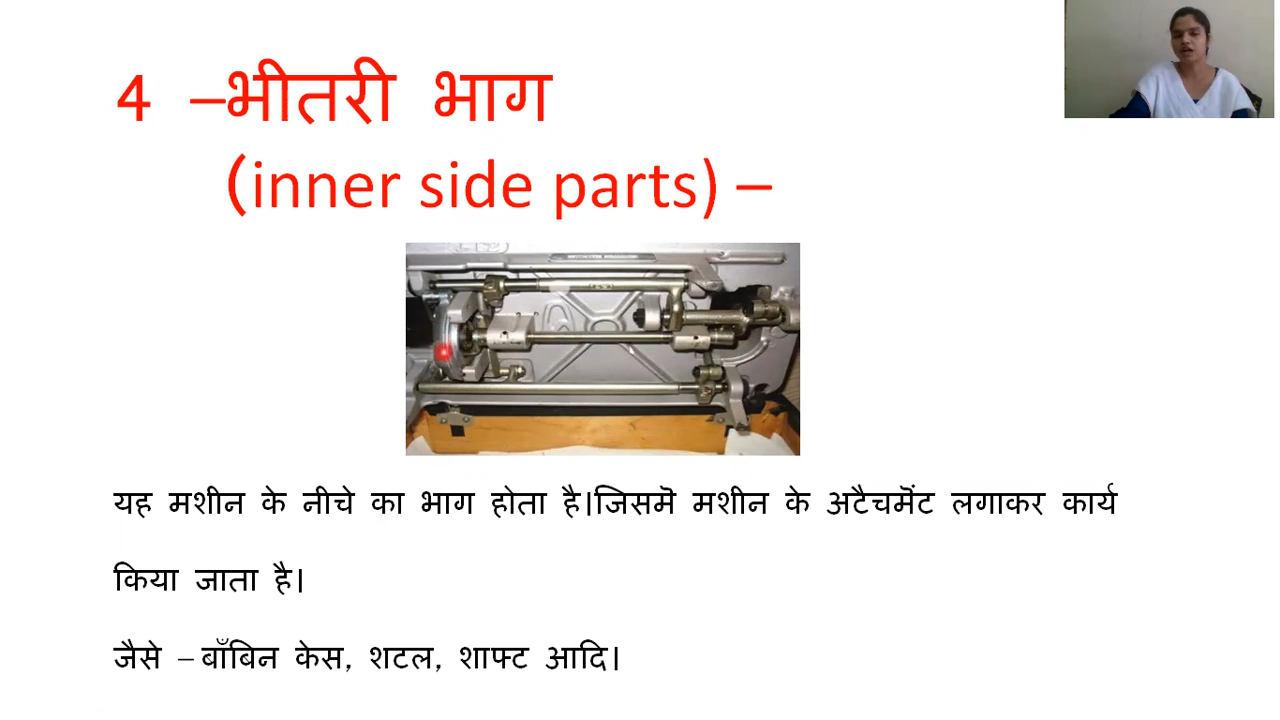 4 –भीतरी भाग
(inner side parts) –
यह मशीन के नीचे का भाग होता है।जिसमॆ मशीन के अटैचमॆंट लगाकर कार्य
किया जाता है।
जैसे – बाँबिन केस, शटल, शाफ्ट आदि।